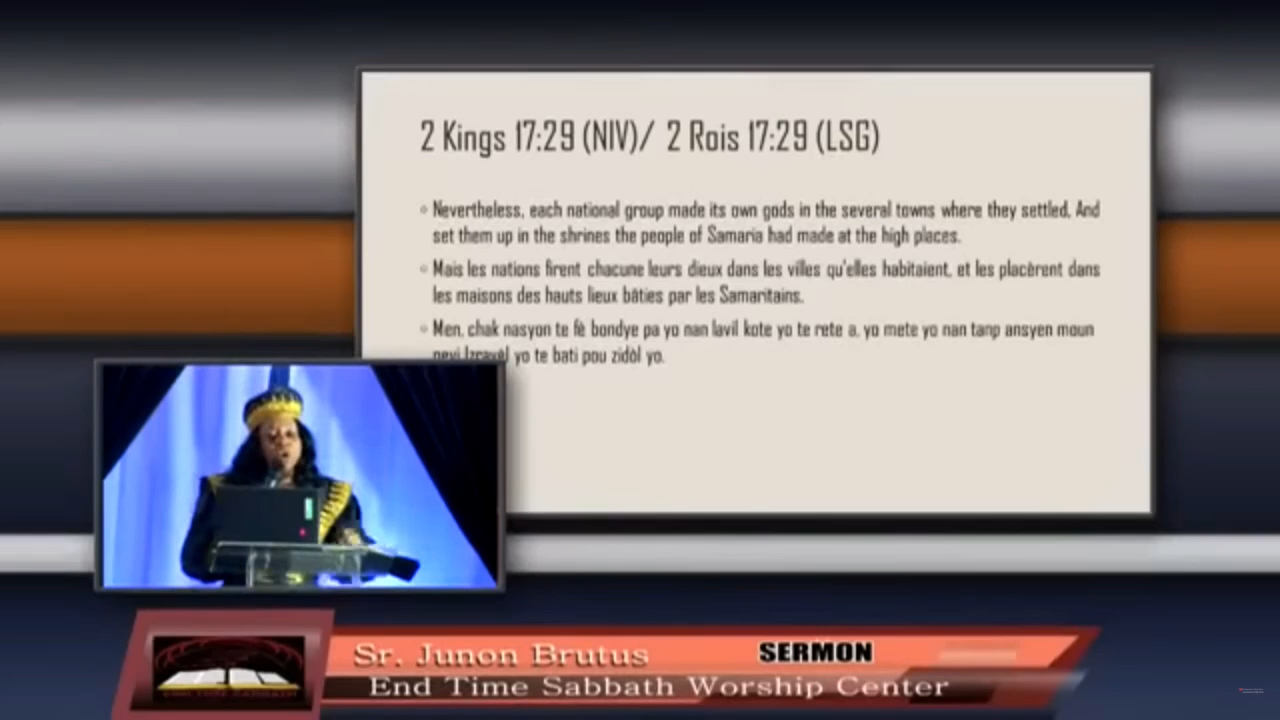 2 Kings 17:29 (NIV)/ 2 Rois 17:29 (LSG)
Nevertheless, each national group made its own gods in the several towns where they settled, And
set them up in the shrines the people of Samaria had made at the high places.
Mais les nations firent chacune leurs dieux dans les villes qu'elles habitaient, et les placèrent dans
les maisons des hauts lieux bâties par les Samaritains.
Men, chak nasyon te fè bondye pa yo nan lavil kote yo te rete a, yo mete yo nan tanp ansyen moun
peyi Izrayèl yo te bati pou zidòl yo.
Sr. Junon Brutus SERMON
End Time Sabbath Worship Center